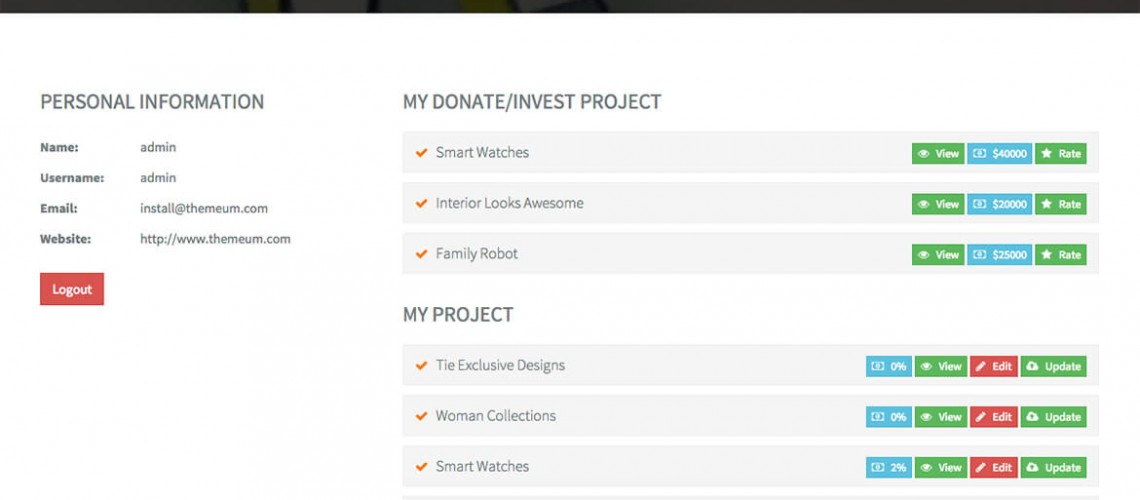 PERSONAL INFORMATION
Name: admin
Username: admin
Email: install@themeum.com
Website: http://www.themeum.com
Logout
MY DONATE/INVEST PROJECT
Smart Watches View $40000 Rate
Interior Looks Awesome View $20000 Rate
Family Robot View $25000 Rate
MY PROJECT
Tie Exclusive Designs 0% View Edit Update
Woman Collections 0% View Edit Update
Smart Watches 2% View Edit Update